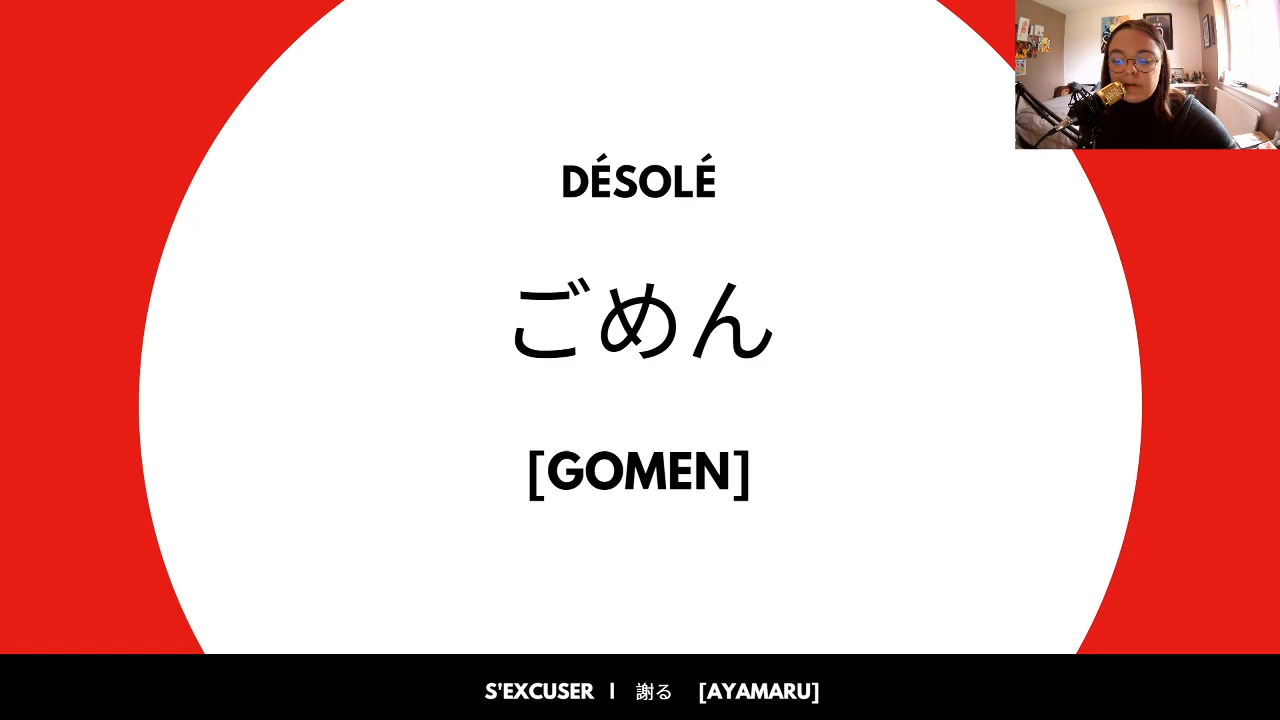 DÉSOLÉ
ごめん
[GOMEN]
S'EXCUSER | 謝る [AYAMARU]